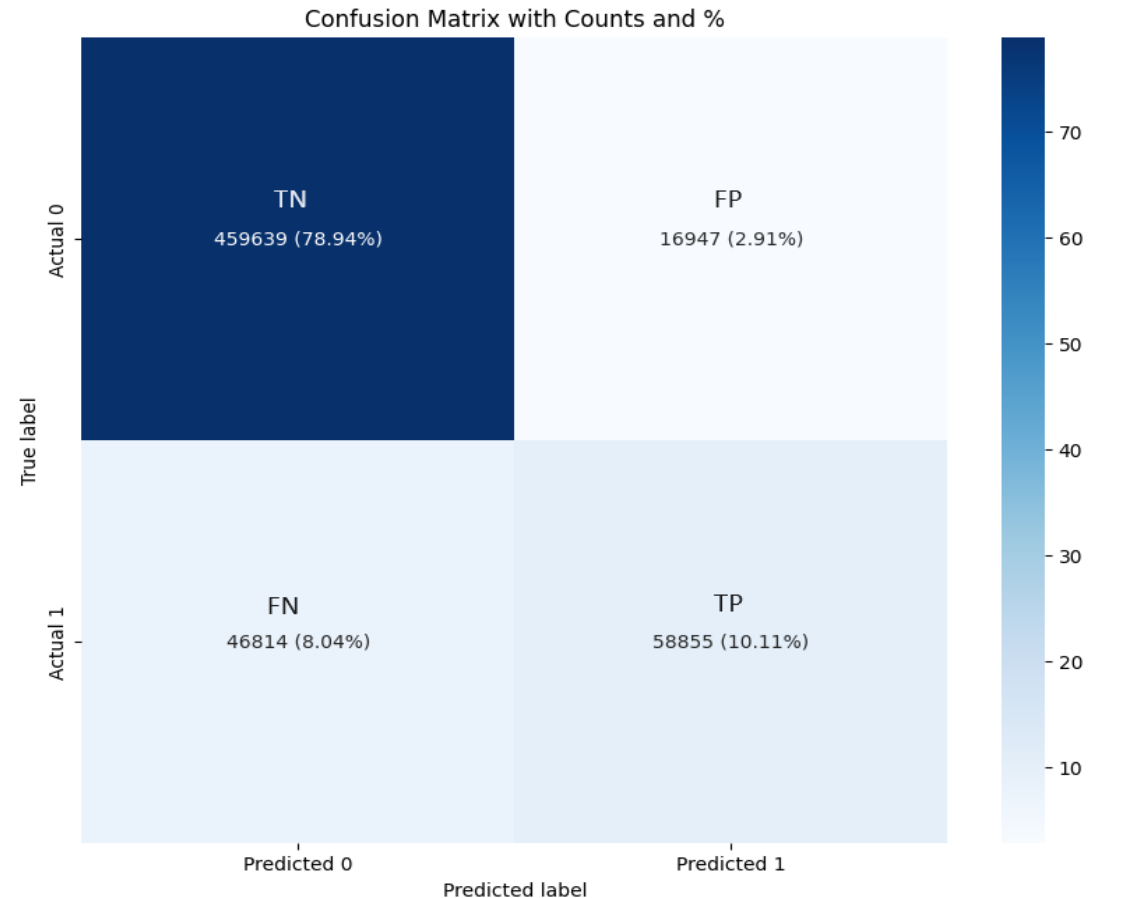 Confusion Matrix with Counts and %
True label
Actual 0
Actual 1
TN
459639 (78.94%)
FP
16947 (2.91%)
FN
46814 (8.04%)
TP
58855 (10.11%)
Predicted 0
Predicted 1
Predicted label
70
60
50
40
30
20
10